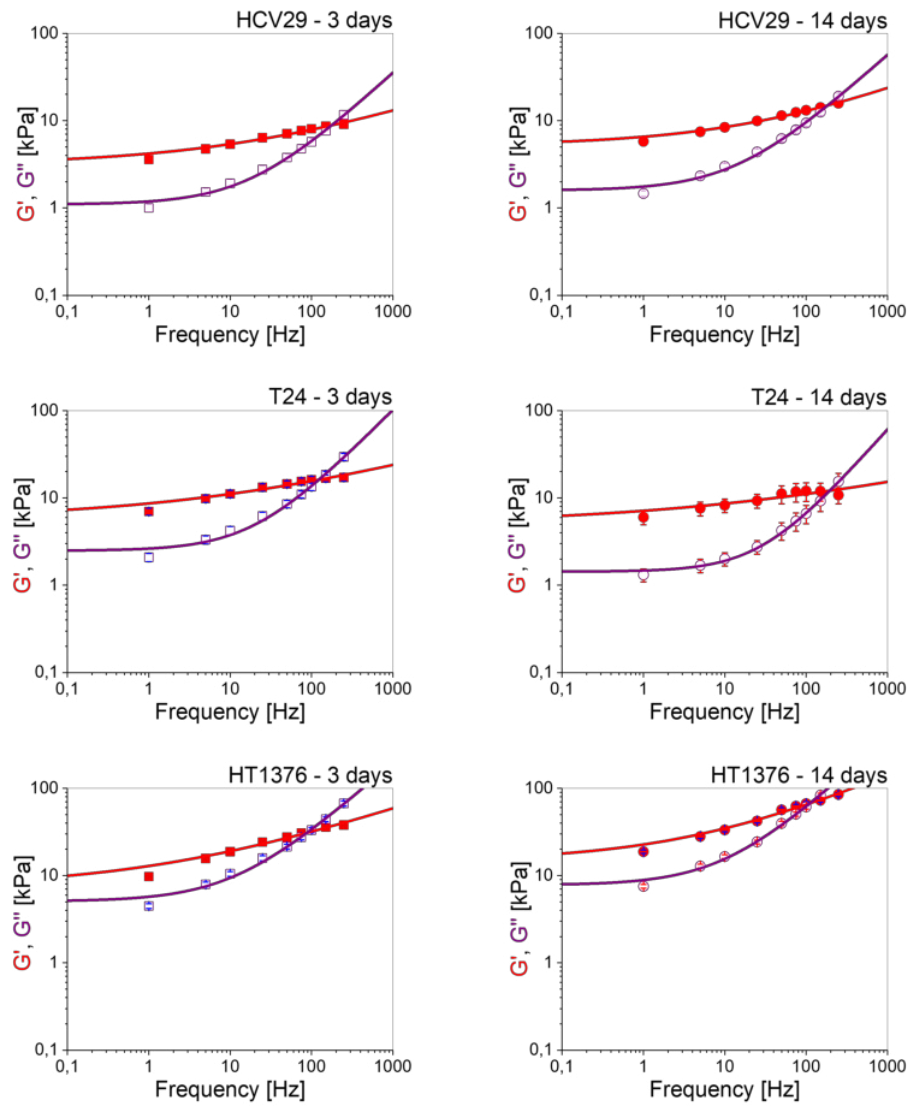 HCV29 - 3 days
100
10
1
0,1
G', G" [kPa]
0,1 1 10 100 1000
Frequency [Hz]
HCV29 - 14 days
100
10
1
0,1
G', G" [kPa]
0,1 1 10 100 1000
Frequency [Hz]
T24 - 3 days
100
10
1
0,1
G', G" [kPa]
0,1 1 10 100 1000
Frequency [Hz]
T24 - 14 days
100
10
1
0,1
G', G" [kPa]
0,1 1 10 100 1000
Frequency [Hz]
HT1376 - 3 days
100
10
1
0,1
G', G" [kPa]
0,1 1 10 100 1000
Frequency [Hz]
HT1376 - 14 days
100
10
1
0,1
G', G" [kPa]
0,1 1 10 100 1000
Frequency [Hz]